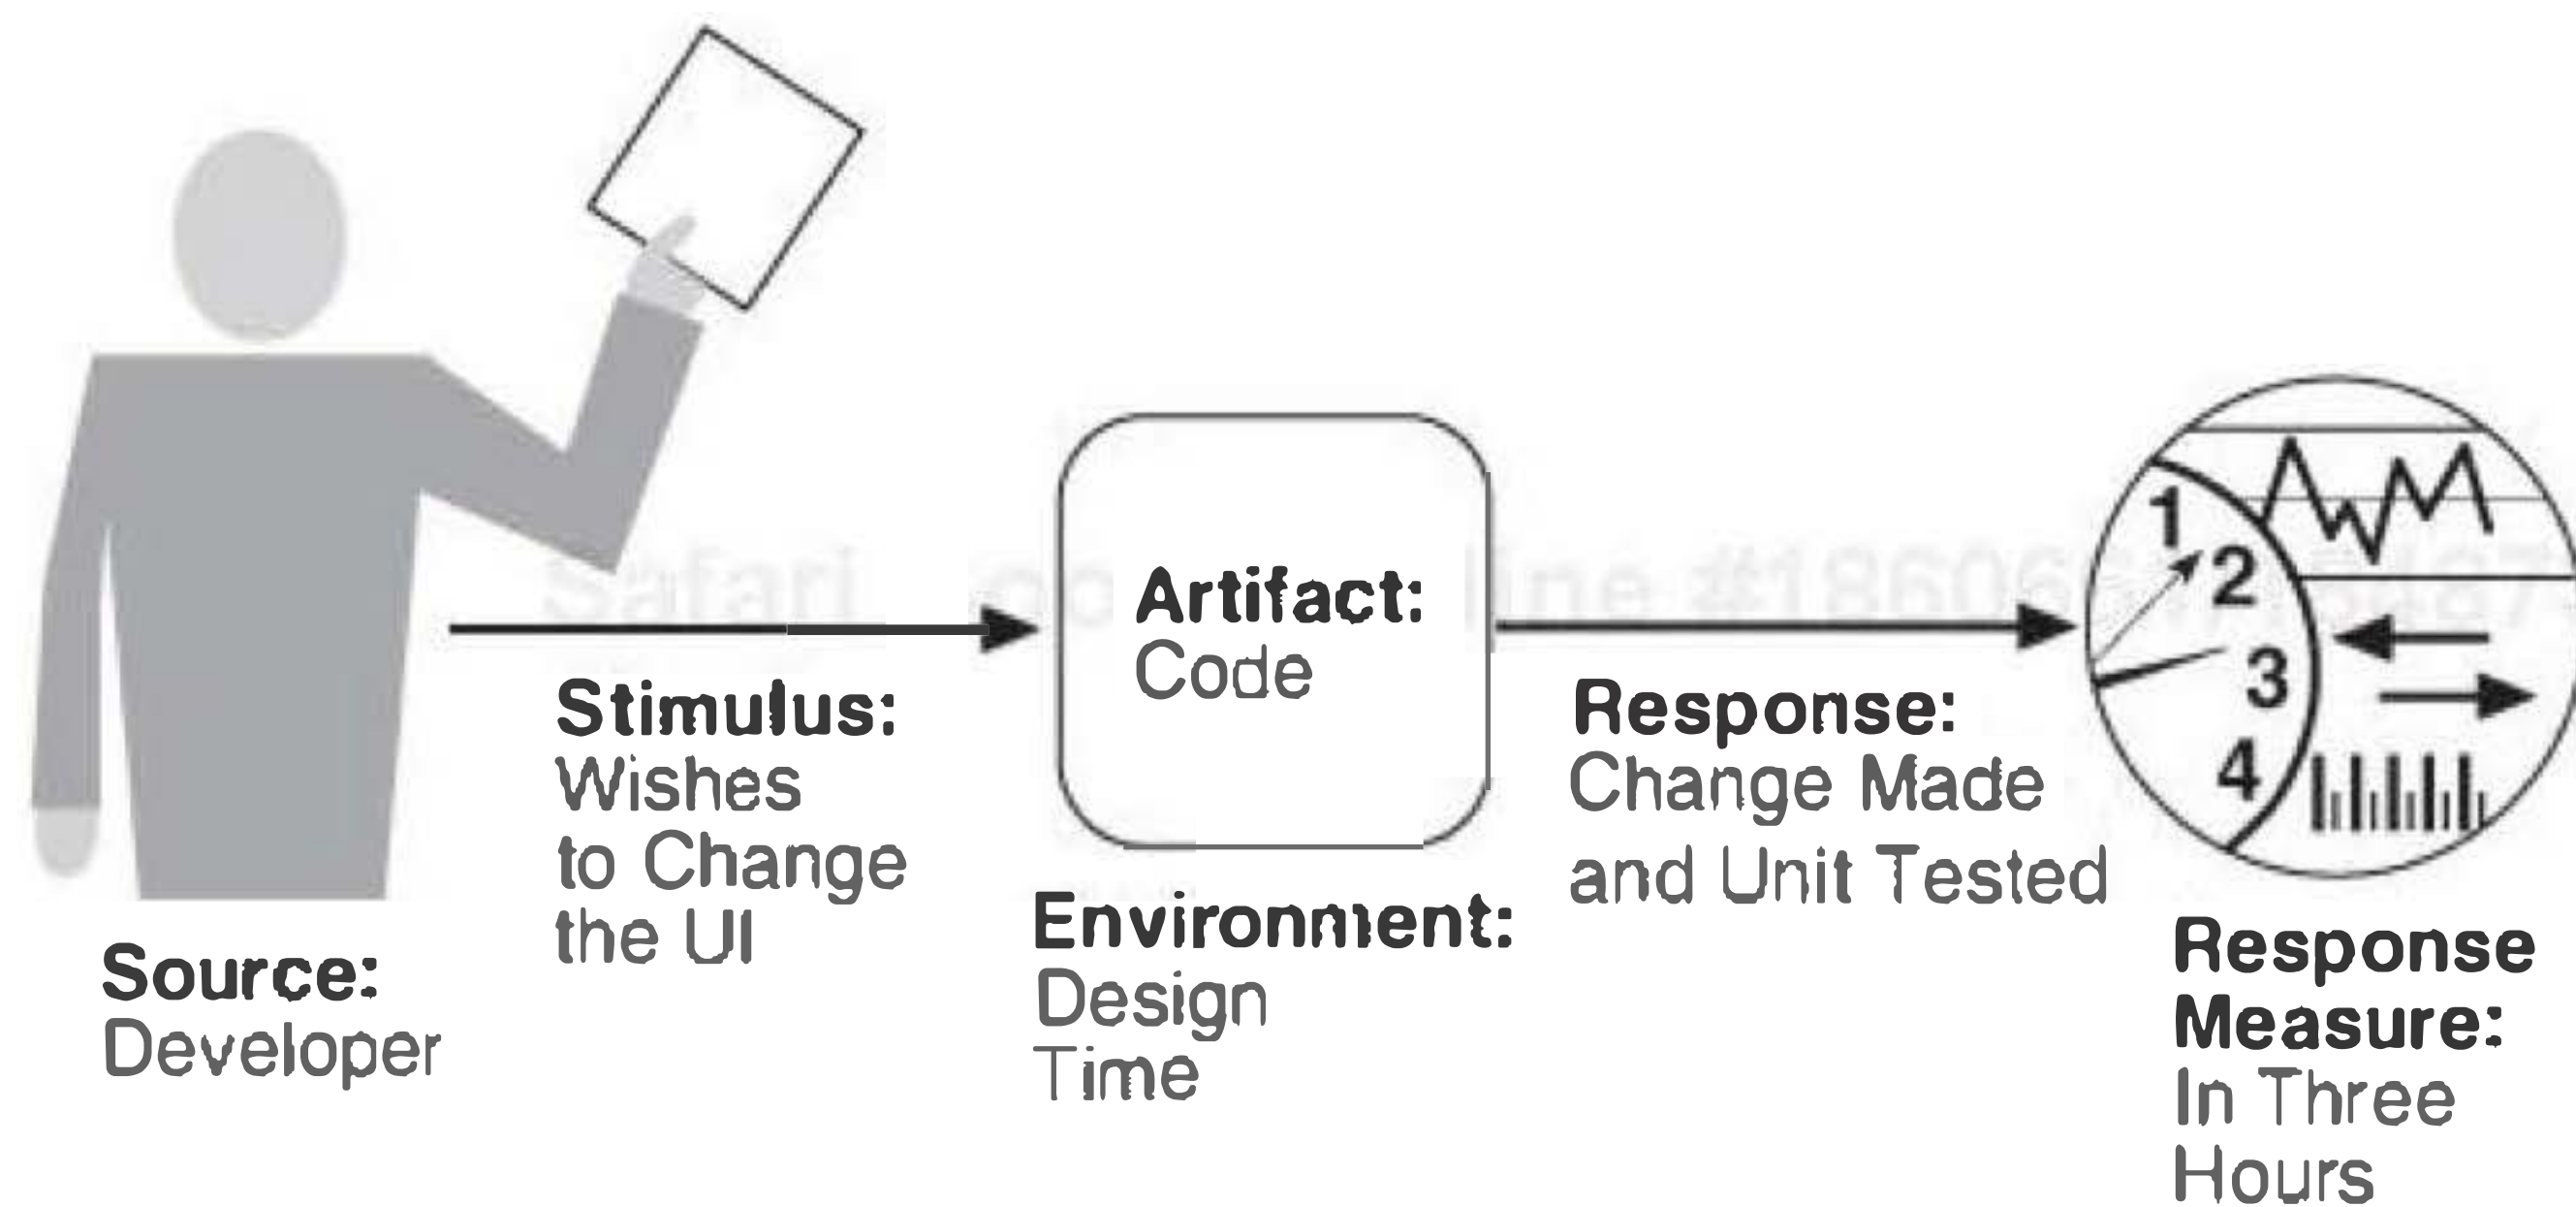 Source:
Developer
Stimulus:
Wishes
to Change
the UI
Artifact:
Code
Environment:
Design
Time
Response:
Change Made
and Unit Tested
1
2
3
4
Response
Measure:
In Three
Hours